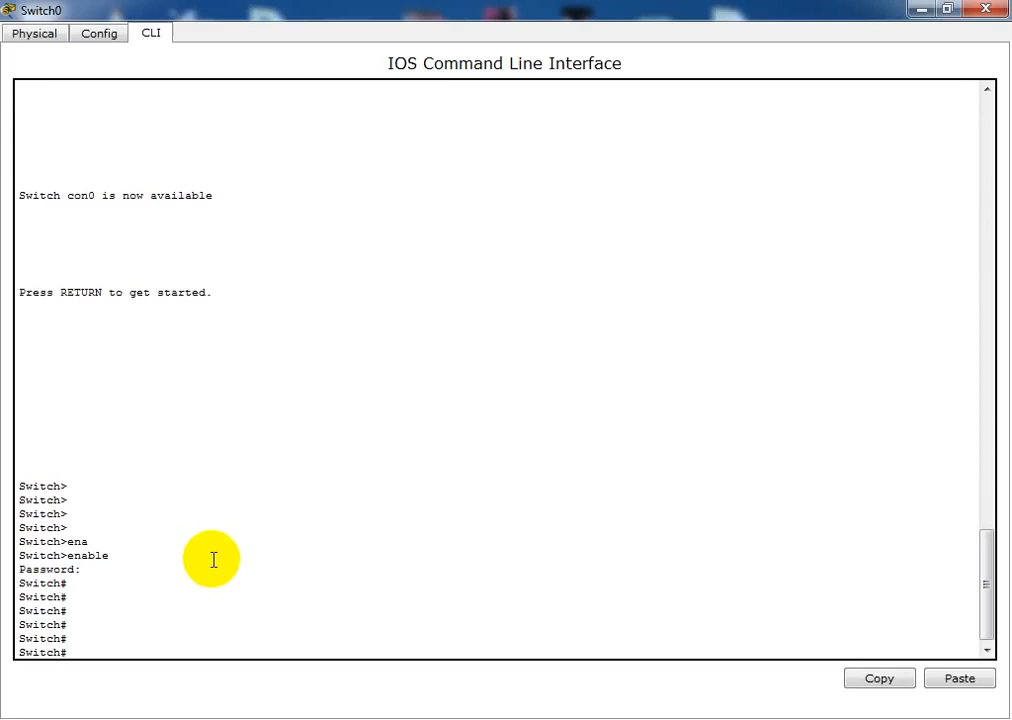 Switch0
Physical
Config
CLI
IOS Command Line Interface
Switch con0 is now available
Press RETURN to get started.
Switch>
Switch>
Switch>
Switch>
Switch>ena
Switch>enable
Password:
Switch#
Switch#
Switch#
Switch#
Switch#
Switch#
Copy
Paste